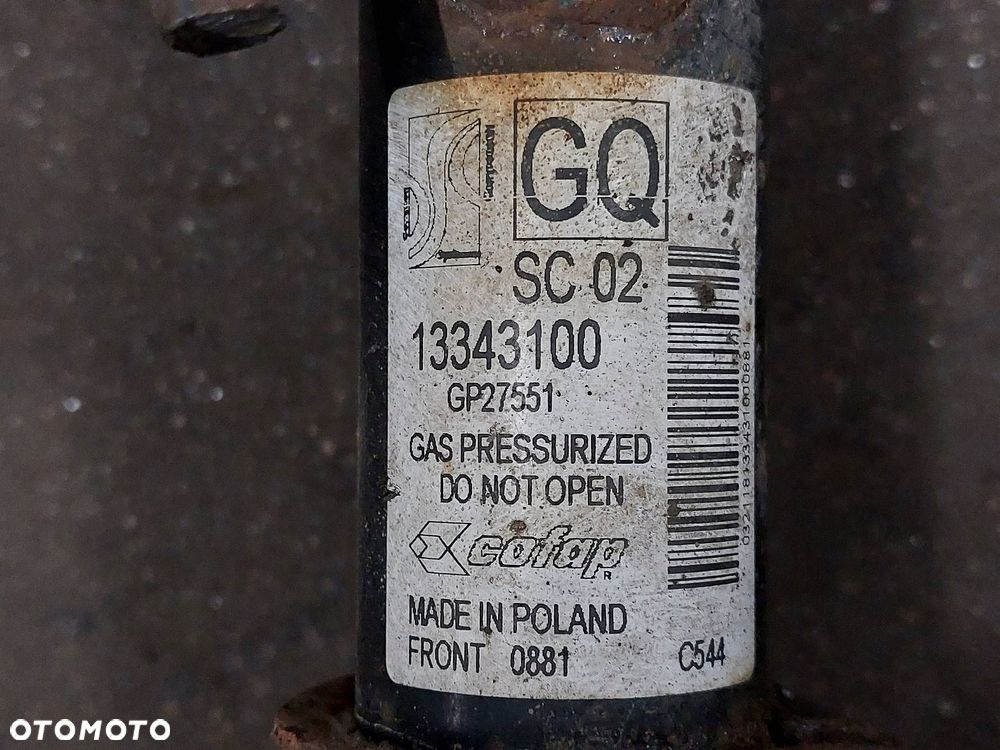 GQ
SC 02
13343100
GP27551
GAS PRESSURIZED
DO NOT OPEN
cofap
R
MADE IN POLAND
FRONT 0881
C544
OTOMOTO